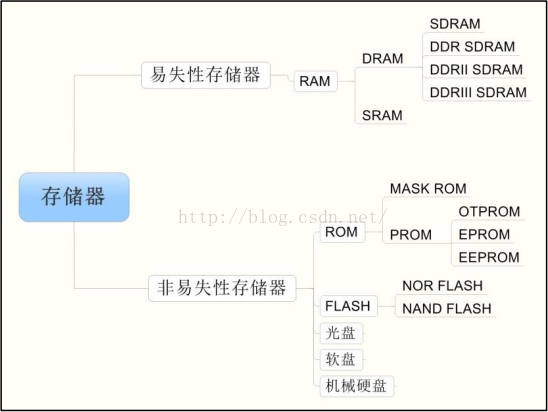 存储器
易失性存储器
RAM
DRAM
SDRAM
DDR SDRAM
DDRII SDRAM
DDRIII SDRAM
SRAM
http://blog.csdn.net/
非易失性存储器
ROM
MASK ROM
PROM
OTPROM
EPROM
EEPROM
FLASH
NOR FLASH
NAND FLASH
光盘
软盘
机械硬盘